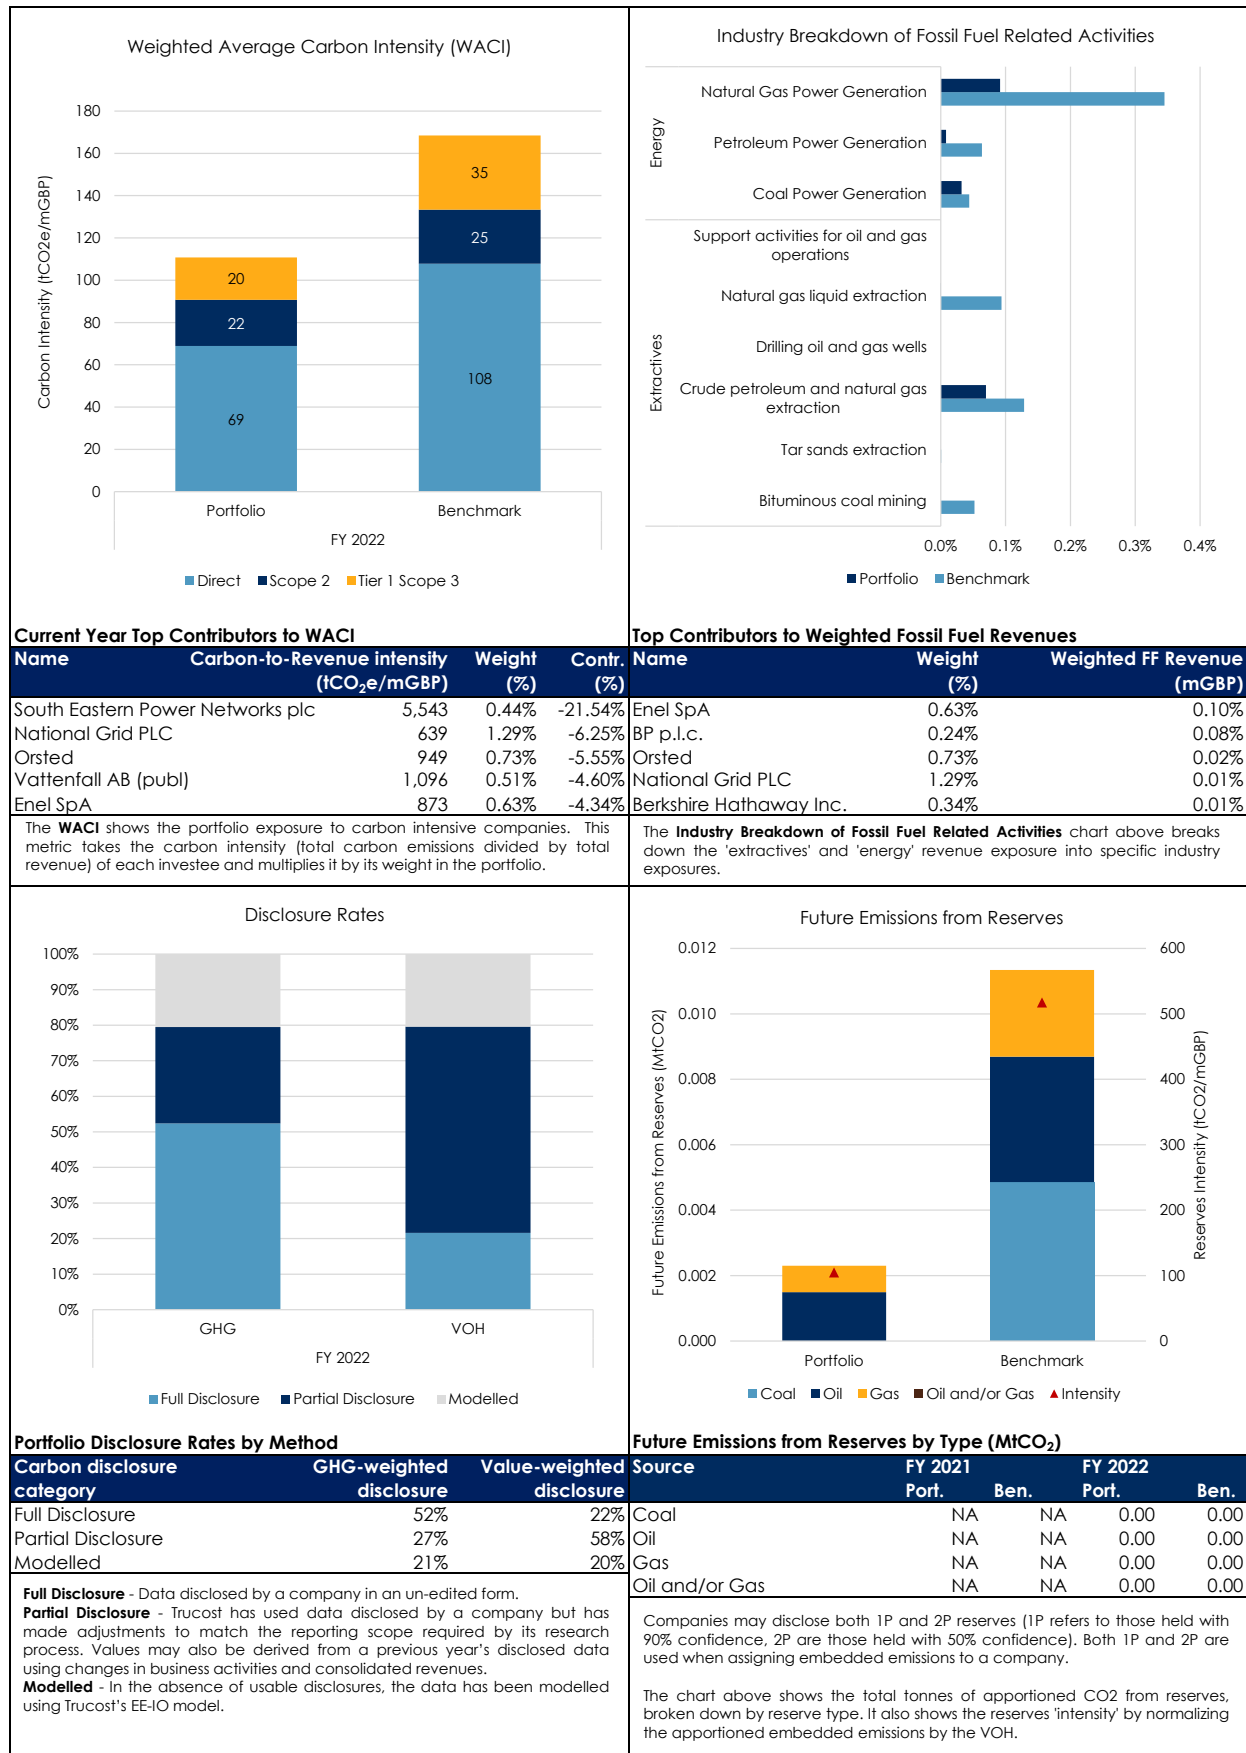 Weighted Average Carbon Intensity (WACI)
Carbon Intensity (tCO2e/mGBP)
180
160
140
120
100
80
60
40
20
0
35
25
108
20
22
69
Portfolio
Benchmark
FY 2022
Direct
Scope 2
Tier 1 Scope 3
Industry Breakdown of Fossil Fuel Related Activities
Energy
Natural Gas Power Generation
Petroleum Power Generation
Coal Power Generation
Extractives
Support activities for oil and gas
operations
Natural gas liquid extraction
Drilling oil and gas wells
Crude petroleum and natural gas
extraction
Tar sands extraction
Bituminous coal mining
0.0% 0.1% 0.2% 0.3% 0.4%
Portfolio
Benchmark
Current Year Top Contributors to WACI
Name Carbon-to-Revenue intensity Weight Contr.
(tCO₂e/mGBP) (%) (%)
South Eastern Power Networks plc 5,543 0.44% -21.54%
National Grid PLC 639 1.29% -6.25%
Orsted 949 0.73% -5.55%
Vattenfall AB (publ) 1,096 0.51% -4.60%
Enel SpA 873 0.63% -4.34%
The WACI shows the portfolio exposure to carbon intensive companies. This
metric takes the carbon intensity (total carbon emissions divided by total
revenue) of each investee and multiplies it by its weight in the portfolio.
Top Contributors to Weighted Fossil Fuel Revenues
Name Weight Weighted FF Revenue
(%) (mGBP)
Enel SpA 0.63% 0.10%
BP p.l.c. 0.24% 0.08%
Orsted 0.73% 0.02%
National Grid PLC 1.29% 0.01%
Berkshire Hathaway Inc. 0.34% 0.01%
The Industry Breakdown of Fossil Fuel Related Activities chart above breaks
down the 'extractives' and 'energy' revenue exposure into specific industry
exposures.
Disclosure Rates
100%
90%
80%
70%
60%
50%
40%
30%
20%
10%
0%
GHG
VOH
FY 2022
Full Disclosure
Partial Disclosure
Modelled
Future Emissions from Reserves
Future Emissions from Reserves (MtCO2)
0.012
0.010
0.008
0.006
0.004
0.002
0.000
600
500
400
300
200
100
0
Reserves Intensity (tCO2/mGBP)
Portfolio
Benchmark
Coal
Oil
Gas
Oil and/or Gas
Intensity
Portfolio Disclosure Rates by Method
Carbon disclosure GHG-weighted Value-weighted
category disclosure disclosure
Full Disclosure 52% 22%
Partial Disclosure 27% 58%
Modelled 21% 20%
Full Disclosure - Data disclosed by a company in an un-edited form.
Partial Disclosure - Trucost has used data disclosed by a company but has
made adjustments to match the reporting scope required by its research
process. Values may also be derived from a previous year's disclosed data
using changes in business activities and consolidated revenues.
Modelled - In the absence of usable disclosures, the data has been modelled
using Trucost's EE-IO model.
Future Emissions from Reserves by Type (MtCO₂)
Source FY 2021 FY 2022
Port. Ben. Port. Ben.
Coal NA NA 0.00 0.00
Oil NA NA 0.00 0.00
Gas NA NA 0.00 0.00
Oil and/or Gas NA NA 0.00 0.00
Companies may disclose both 1P and 2P reserves (1P refers to those held with
90% confidence, 2P are those held with 50% confidence). Both 1P and 2P are
used when assigning embedded emissions to a company.
The chart above shows the total tonnes of apportioned CO2 from reserves,
broken down by reserve type. It also shows the reserves 'intensity' by normalizing
the apportioned embedded emissions by the VOH.